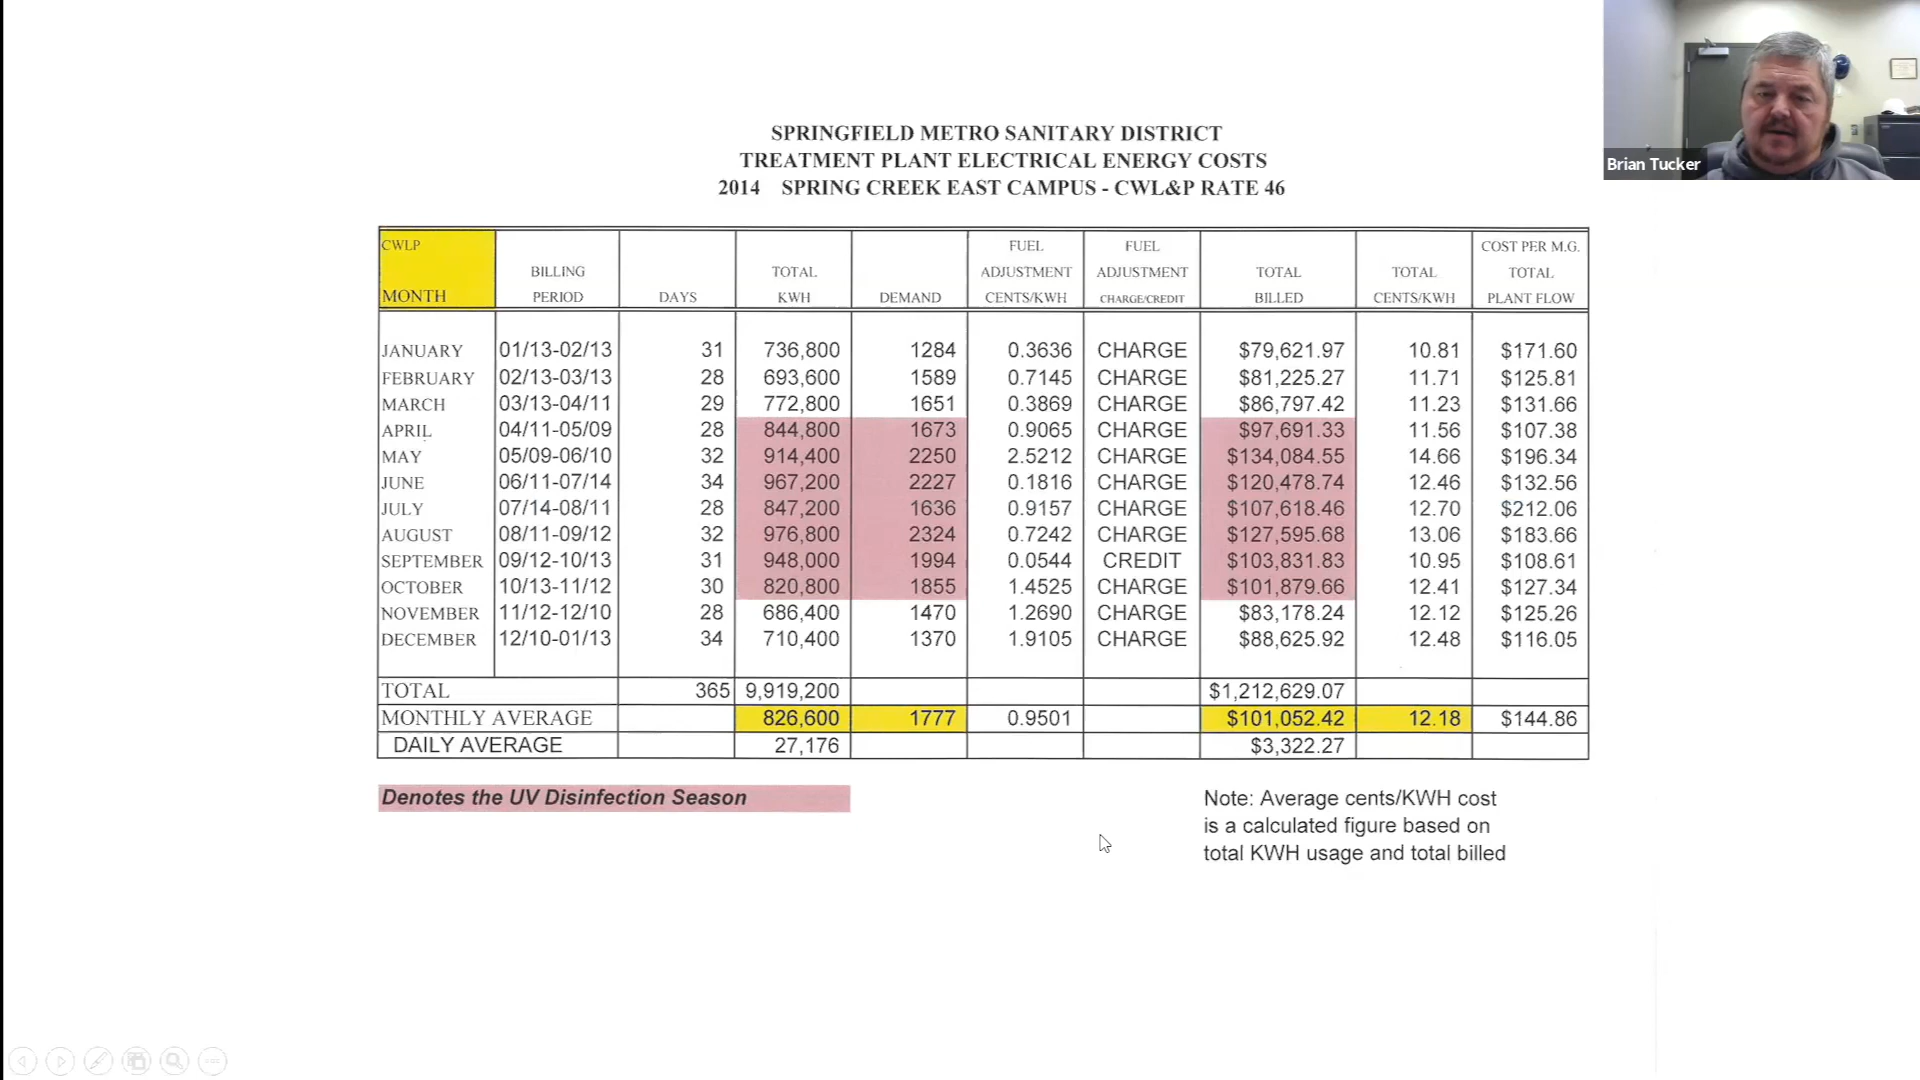 Brian Tucker
SPRINGFIELD METRO SANITARY DISTRICT
TREATMENT PLANT ELECTRICAL ENERGY COSTS
2014 SPRING CREEK EAST CAMPUS - CWL&P RATE 46
CWLP MONTH BILLING PERIOD DAYS TOTAL KWH DEMAND FUEL ADJUSTMENT CENTS/KWH FUEL ADJUSTMENT CHARGE/CREDIT TOTAL BILLED TOTAL CENTS/KWH COST PER M.G. TOTAL PLANT FLOW
JANUARY 01/13-02/13 31 736,800 1284 0.3636 CHARGE $79,621.97 10.81 $171.60
FEBRUARY 02/13-03/13 28 693,600 1589 0.7145 CHARGE $81,225.27 11.71 $125.81
MARCH 03/13-04/11 29 772,800 1651 0.3869 CHARGE $86,797.42 11.23 $131.66
APRIL 04/11-05/09 28 844,800 1673 0.9065 CHARGE $97,691.33 11.56 $107.38
MAY 05/09-06/10 32 914,400 2250 2.5212 CHARGE $134,084.55 14.66 $196.34
JUNE 06/11-07/14 34 967,200 2227 0.1816 CHARGE $120,478.74 12.46 $132.56
JULY 07/14-08/11 28 847,200 1636 0.9157 CHARGE $107,618.46 12.70 $212.06
AUGUST 08/11-09/12 32 976,800 2324 0.7242 CHARGE $127,595.68 13.06 $183.66
SEPTEMBER 09/12-10/13 31 948,000 1994 0.0544 CREDIT $103,831.83 10.95 $108.61
OCTOBER 10/13-11/12 30 820,800 1855 1.4525 CHARGE $101,879.66 12.41 $127.34
NOVEMBER 11/12-12/10 28 686,400 1470 1.2690 CHARGE $83,178.24 12.12 $125.26
DECEMBER 12/10-01/13 34 710,400 1370 1.9105 CHARGE $88,625.92 12.48 $116.05
TOTAL 365 9,919,200 $1,212,629.07
MONTHLY AVERAGE 826,600 1777 0.9501 $101,052.42 12.18 $144.86
DAILY AVERAGE 27,176 $3,322.27
Denotes the UV Disinfection Season
Note: Average cents/KWH cost
is a calculated figure based on
total KWH usage and total billed